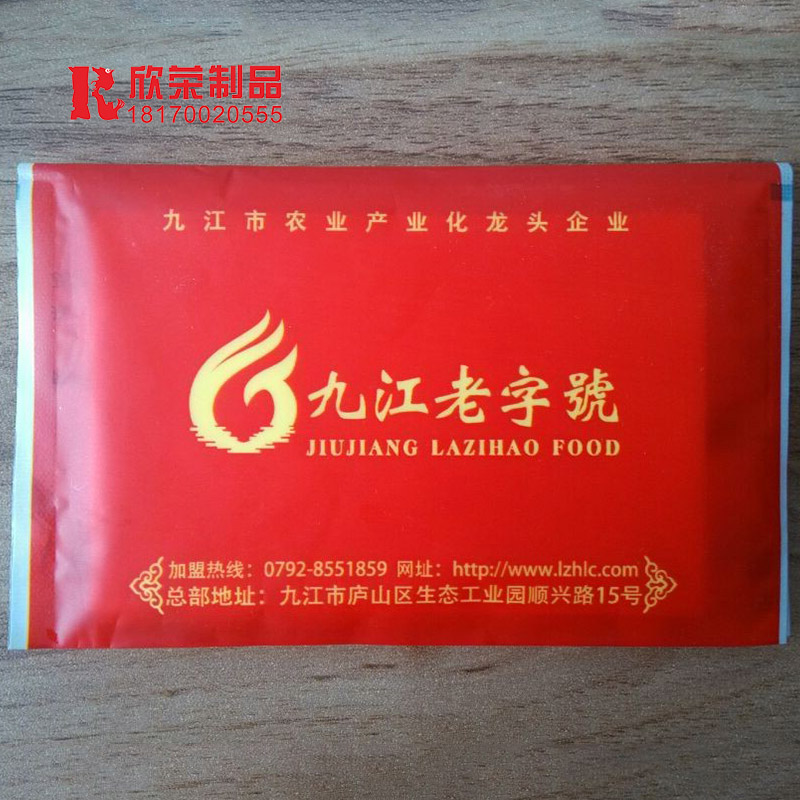 欣荣制品
18170020555
九江市农业产业化龙头企业
九江老字號
JIUJIANG LAZIHAO FOOD
加盟热线：0792-8551859 网址：http://www.lzhlc.com
总部地址：九江市庐山区生态工业园顺兴路15号